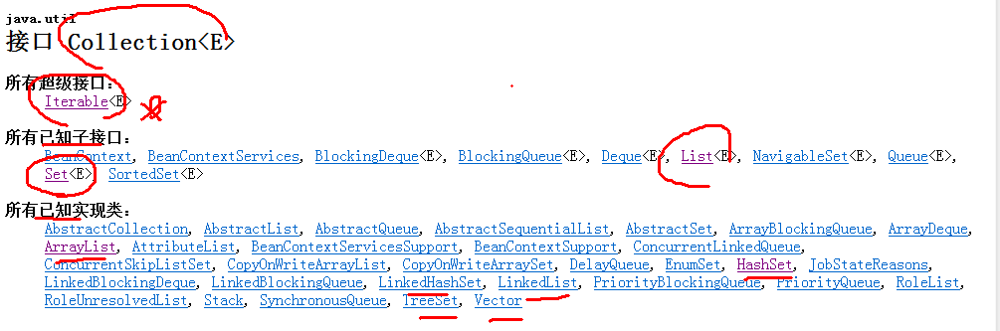 java.util
接口 Collection<E>
所有超级接口:
Iterable<E>
所有已知子接口:
BeanContext, BeanContextServices, BlockingDeque<E>, BlockingQueue<E>, Deque<E>, List<E>, NavigableSet<E>, Queue<E>,
Set<E>, SortedSet<E>
所有已知实现类:
AbstractCollection, AbstractList, AbstractQueue, AbstractSequentialList, AbstractSet, ArrayBlockingQueue, ArrayDeque,
ArrayList, AttributeList, BeanContextServicesSupport, BeanContextSupport, ConcurrentLinkedQueue,
ConcurrentSkipListSet, CopyOnWriteArrayList, CopyOnWriteArraySet, DelayQueue, EnumSet, HashSet, JobStateReasons,
LinkedBlockingDeque, LinkedBlockingQueue, LinkedHashSet, LinkedList, PriorityBlockingQueue, PriorityQueue, RoleList,
RoleUnresolvedList, Stack, SynchronousQueue, TreeSet, Vector